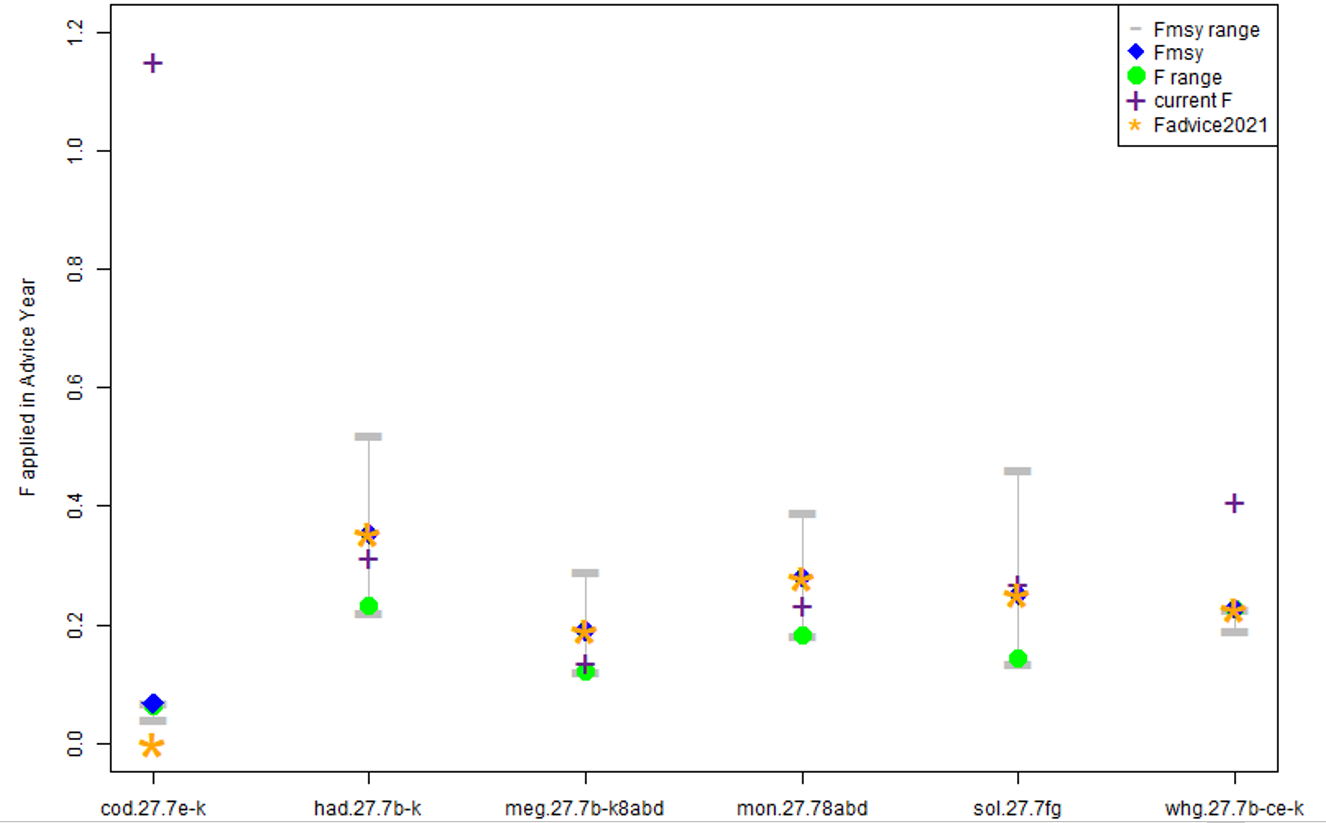 Fmsy range
Fmsy
F range
current F
Fadvice2021
F applied in Advice Year
1.2
1.0
0.8
0.6
0.4
0.2
0.0
cod.27.7e-k had.27.7b-k meg.27.7b-k8abd mon.27.78abd sol.27.7fg whg.27.7b-ce-k